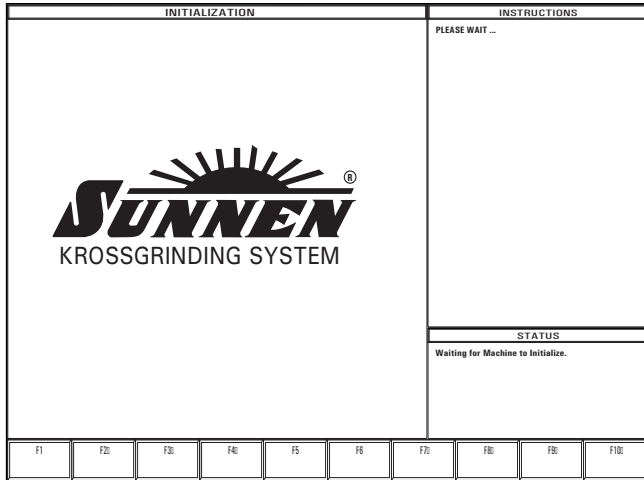 INITIALIZATION
INSTRUCTIONS
PLEASE WAIT ...
SUNNEN®
KROSSGRINDING SYSTEM
STATUS
Waiting for Machine to Initialize.
F1 F2 F3 F4 F5 F6 F7 F8 F9 F10